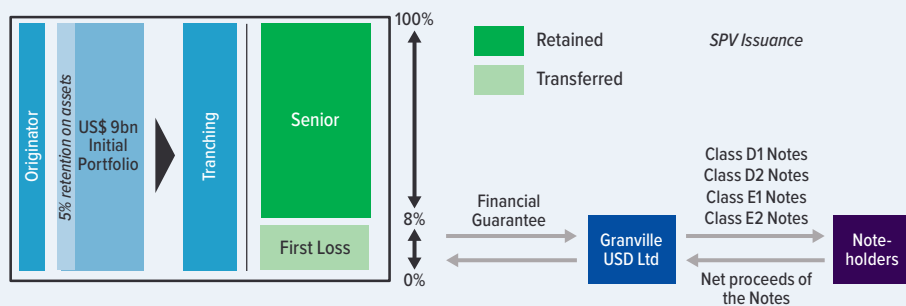 Originator
5% retention on assets
US$ 9bn
Initial
Portfolio
Tranching
Senior
First Loss
100%
8%
0%
Retained
Transferred
SPV Issuance
Financial
Guarantee
Granville
USD Ltd
Class D1 Notes
Class D2 Notes
Class E1 Notes
Class E2 Notes
Net proceeds of
the Notes
Note-
holders